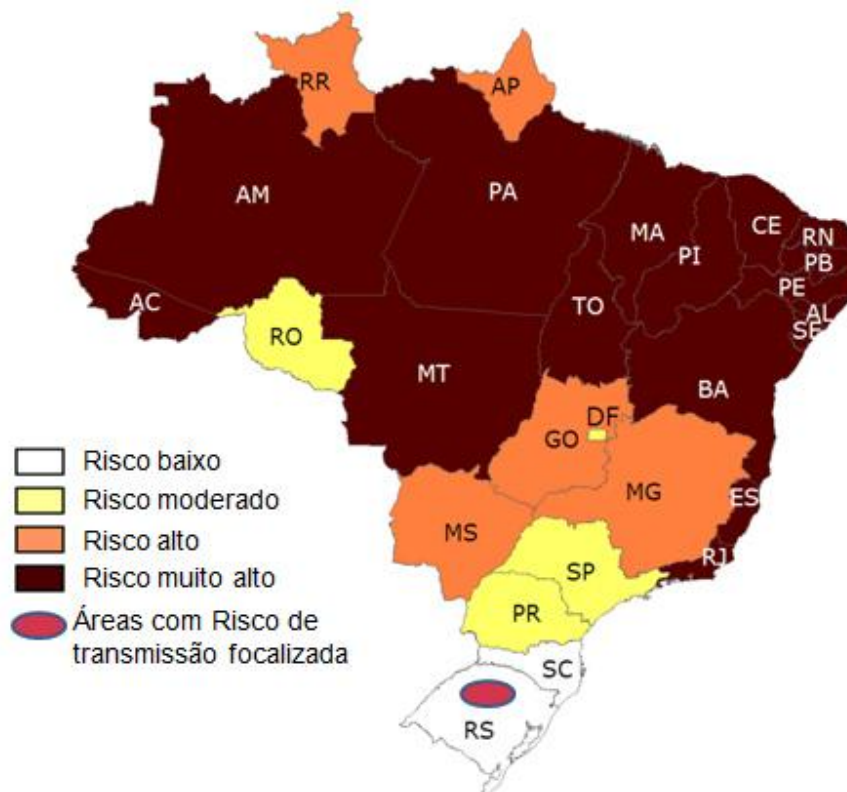 RR
AP
AM
PA
MA
CE
RN
PB
PI
PE
AL
SE
AC
TO
RO
MT
BA
DF
GO
MG
ES
MS
RJ
SP
PR
SC
RS
Risco baixo
Risco moderado
Risco alto
Risco muito alto
Áreas com Risco de
transmissão focalizada